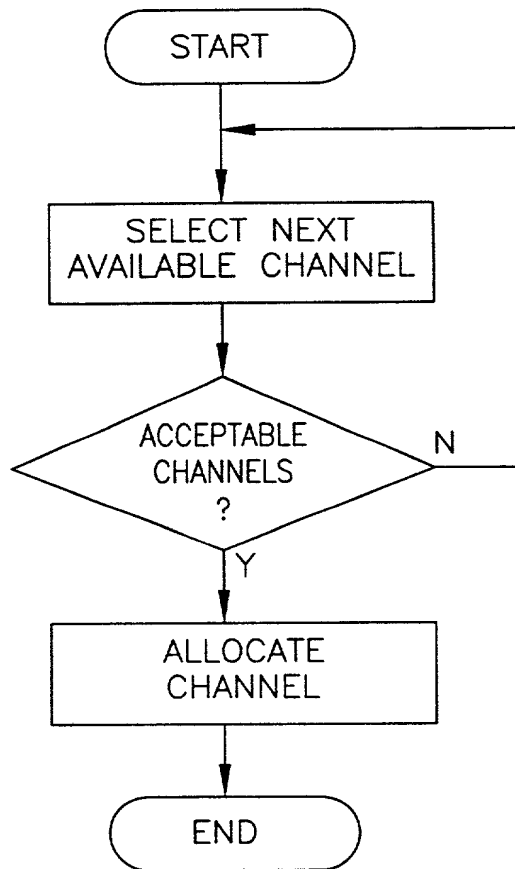 START
SELECT NEXT
AVAILABLE CHANNEL
ACCEPTABLE
CHANNELS
?
N
Y
ALLOCATE
CHANNEL
END